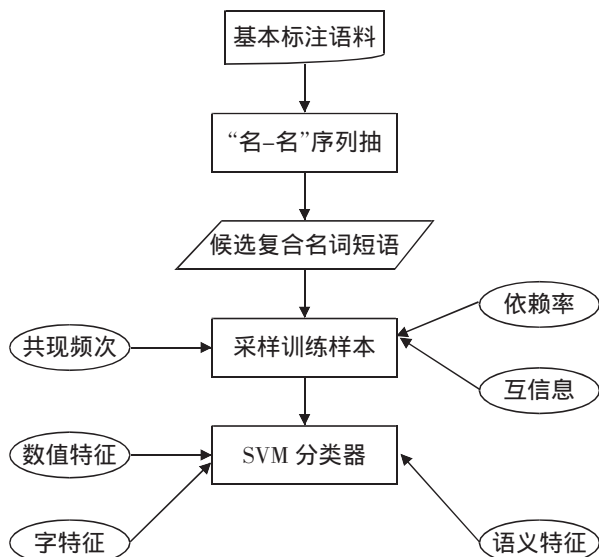 基本标注语料
“名–名”序列抽
候选复合名词短语
依赖率
共现频次
采样训练样本
互信息
数值特征
SVM 分类器
字特征
语义特征